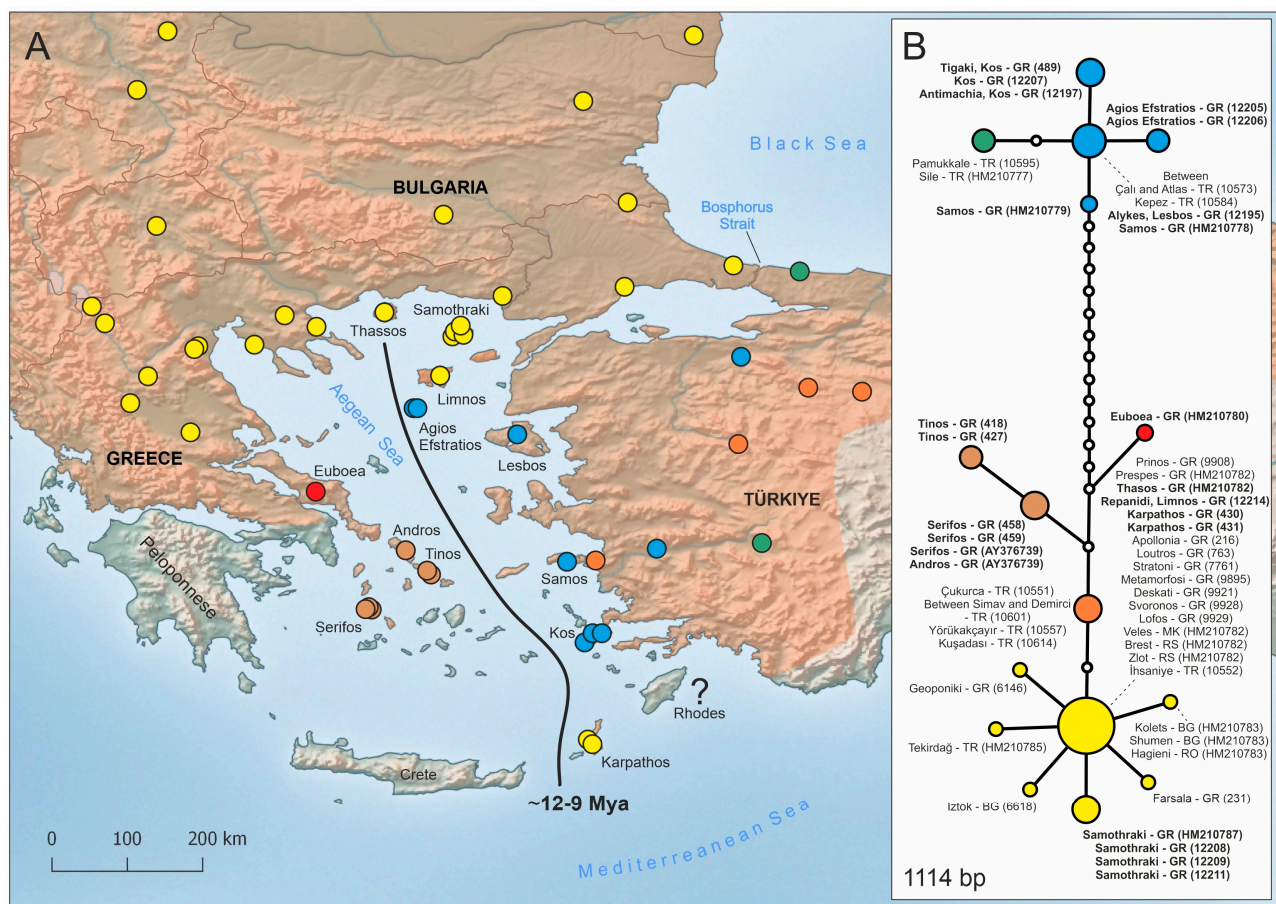 A
Black Sea
BULGARIA
Bosphorus
Strait
Samothraki
Thassos
Limnos
Aegean Sea
Agios
Efstratios
Lesbos
GREECE
Euboea
TÜRKIYE
Andros
Tinos
Peloponnese
Samos
Serifos
Kos
?
Rhodes
Karpathos
Crete
~12-9 Mya
0 100 200 km
Mediterreanean Sea
B
Tigaki, Kos - GR (489)
Kos - GR (12207)
Antimachia, Kos - GR (12197)
Agios Efstratios - GR (12205)
Agios Efstratios - GR (12206)
Pamukkale - TR (10595)
Sile - TR (HM210777)
Between
Çalı and Atlas - TR (10573)
Kepez - TR (10584)
Alykes, Lesbos - GR (12195)
Samos - GR (HM210778)
Samos - GR (HM210779)
Euboea - GR (HM210780)
Tinos - GR (418)
Tinos - GR (427)
Serifos - GR (458)
Serifos - GR (459)
Serifos - GR (AY376739)
Andros - GR (AY376739)
Prinos - GR (9908)
Prespes - GR (HM210782)
Thasos - GR (HM210782)
Repanidi, Limnos - GR (12214)
Karpathos - GR (430)
Karpathos - GR (431)
Apollonia - GR (216)
Loutros - GR (763)
Stratoni - GR (7761)
Metamorfosi - GR (9895)
Deskati - GR (9921)
Svoronos - GR (9928)
Lofos - GR (9929)
Veles - MK (HM210782)
Brest - RS (HM210782)
Zlot - RS (HM210782)
İhsaniye - TR (10552)
Çukurca - TR (10551)
Between Simav and Demirci
- TR (10601)
Yörükakçayır - TR (10557)
Kuşadası - TR (10614)
Geoponiki - GR (6146)
Tekirdağ - TR (HM210785)
Iztok - BG (6618)
Kolets - BG (HM210783)
Shumen - BG (HM210783)
Hagieni - RO (HM210783)
Farsala - GR (231)
Samothraki - GR (HM210787)
Samothraki - GR (12208)
Samothraki - GR (12209)
Samothraki - GR (12211)
1114 bp